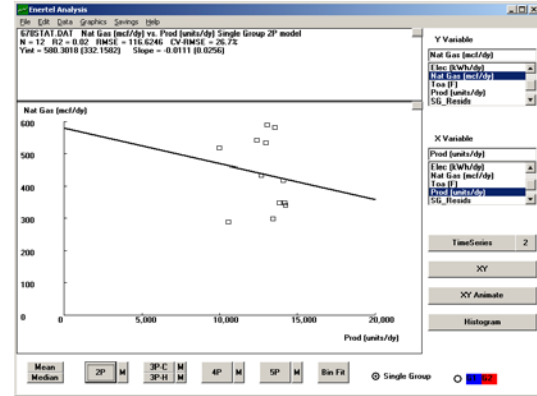 Enertel Analysis
File Edit Data Graphics Savings Help
678STAT.DAT Nat Gas (mcf/dy) vs. Prod (units/dy) Single Group 2P model
N = 12 R2 = 0.02 RMSE = 116.6246 CV-RMSE = 26.7%
Yint = 580.3018 (332.1582) Slope = -0.0111 (0.0256)
Nat Gas (mcf/dy)
600
500
400
300
200
100
0
0 5,000 10,000 15,000 20,000
Prod (units/dy)
Y Variable
Nat Gas (mcf/dy)
Elec (kWh/dy)
Nat Gas (mcf/dy)
Toa (F)
Prod (units/dy)
SG_Resids
X Variable
Prod (units/dy)
Elec (kWh/dy)
Nat Gas (mcf/dy)
Toa (F)
Prod (units/dy)
SG_Resids
TimeSeries 2
XY
XY Animate
Histogram
Mean
Median
2P M
3P-C M
3P-H M
4P M
5P M
Bin Fit
Single Group
G1 G2